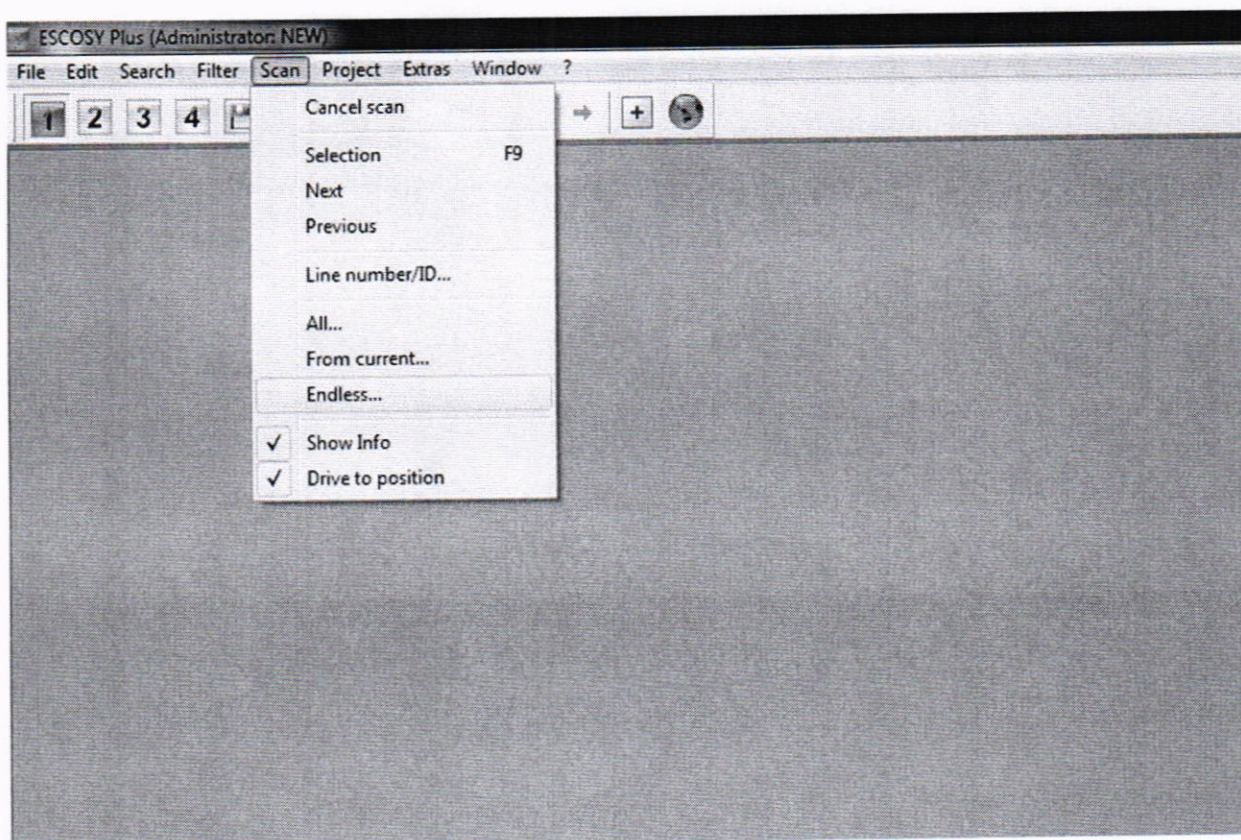 ESCOSY Plus (Administrator: NEW)
File Edit Search Filter Scan Project Extras Window ?
1 2 3 4 +
Cancel scan
Selection F9
Next
Previous
Line number/ID...
All...
From current...
Endless...
Show Info
Drive to position